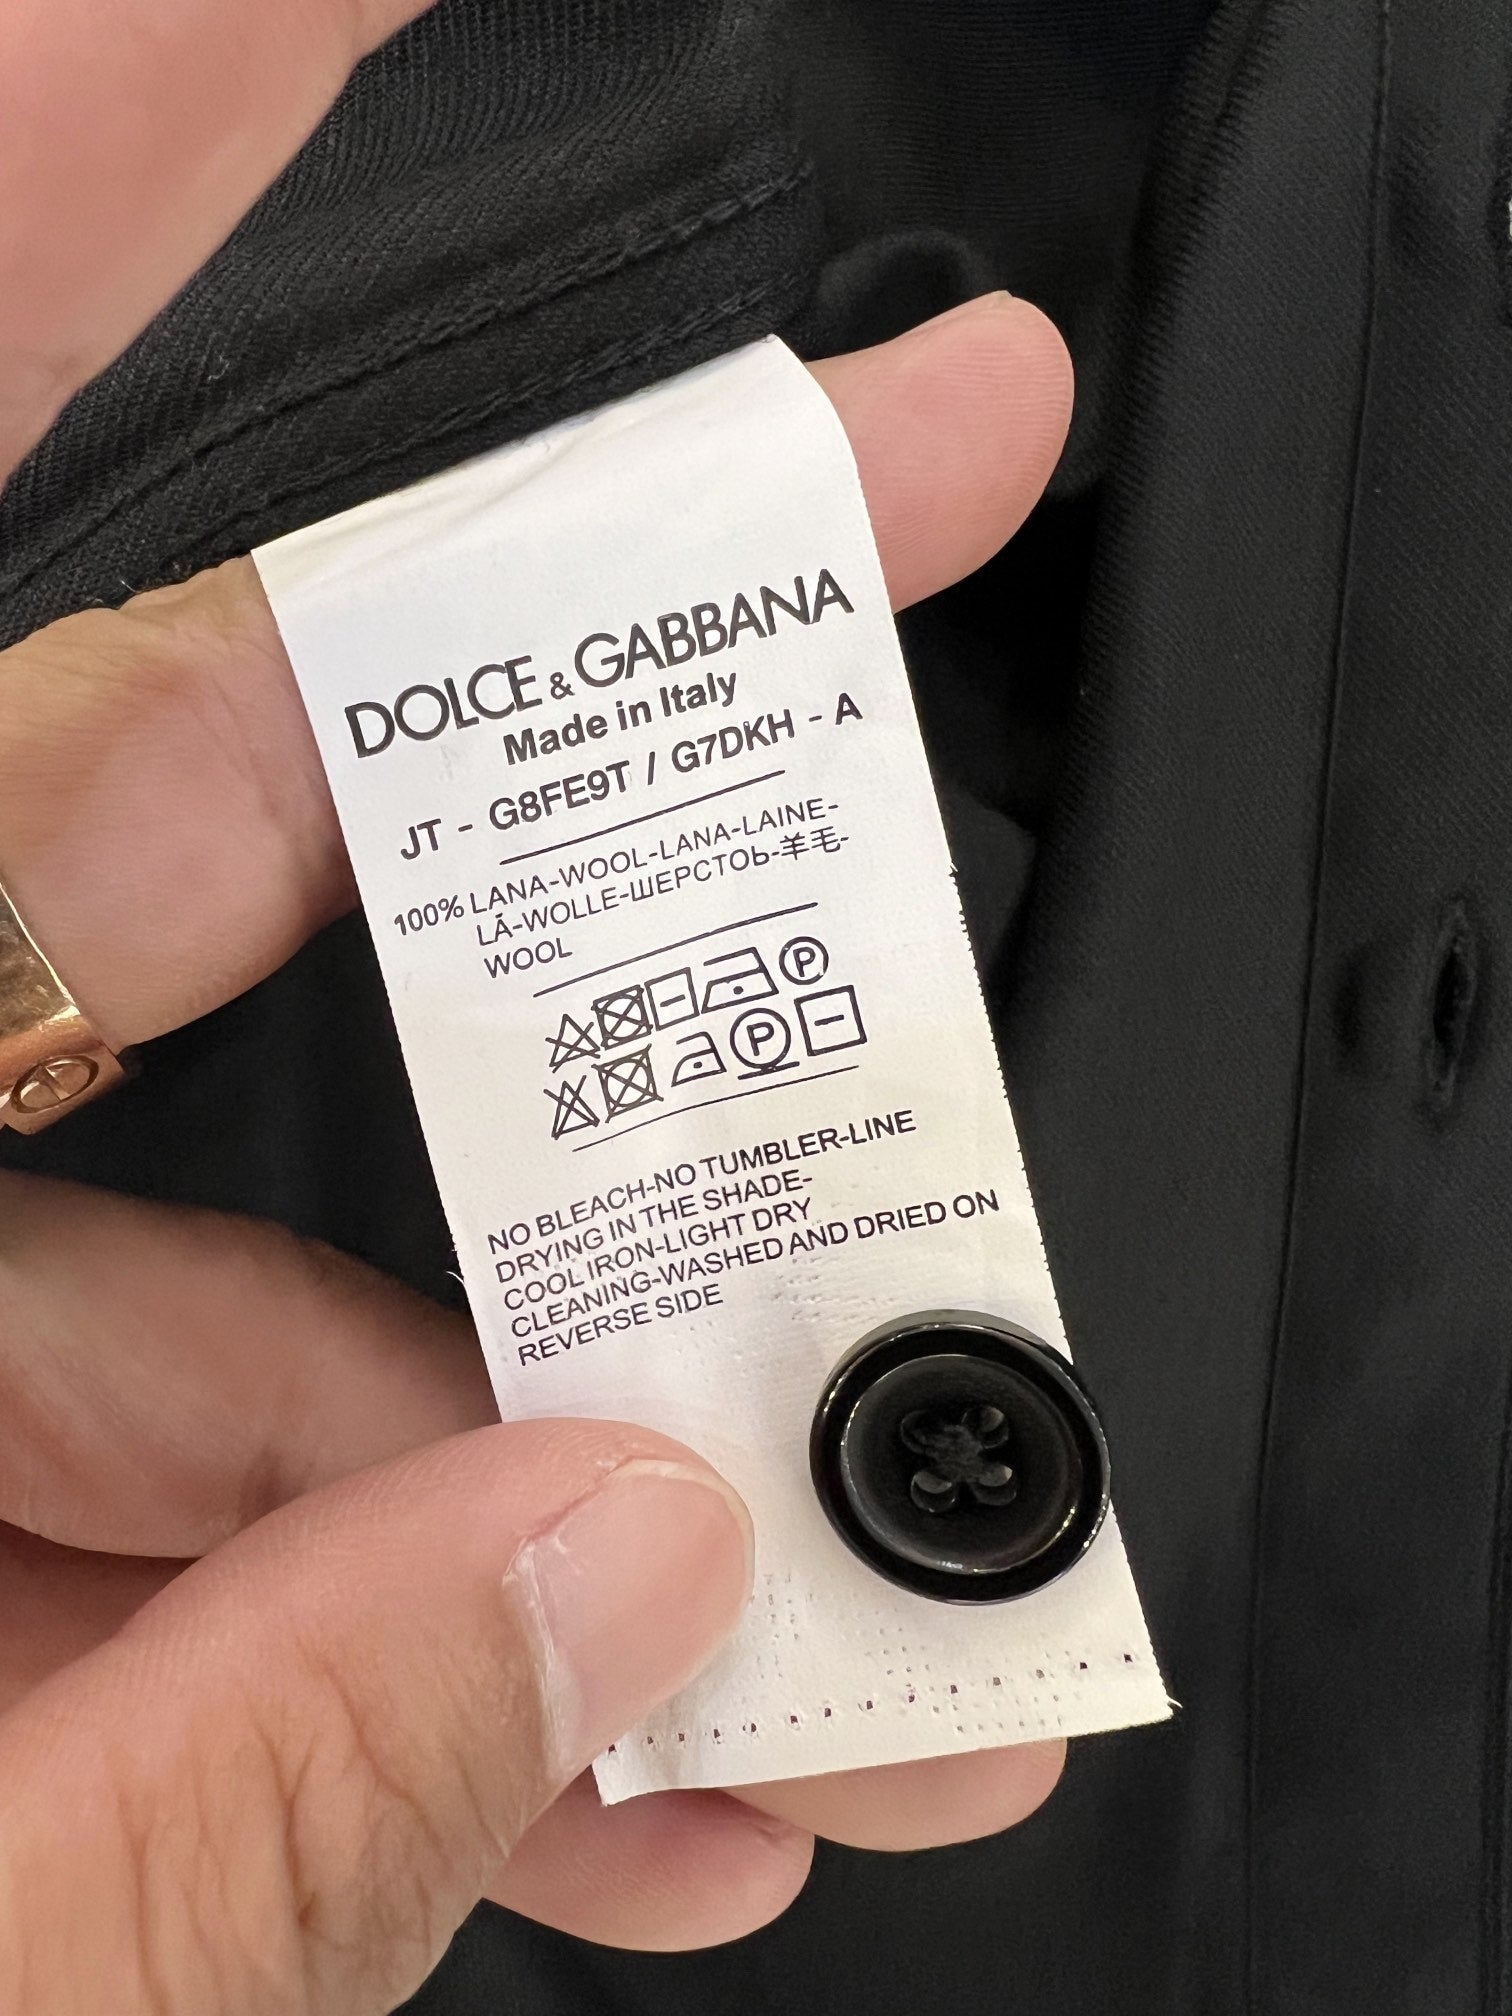 DOLCE & GABBANA
Made in Italy
JT - G8FE9T / G7DKH - A
100% LANA-WOOL-LANA-LAINE-
LÃ-WOLLE-ШЕРСТОЬ-羊毛-
WOOL
P
P
NO BLEACH-NO TUMBLER-LINE
DRYING IN THE SHADE-
COOL IRON-LIGHT DRY
CLEANING-WASHED AND DRIED ON
REVERSE SIDE